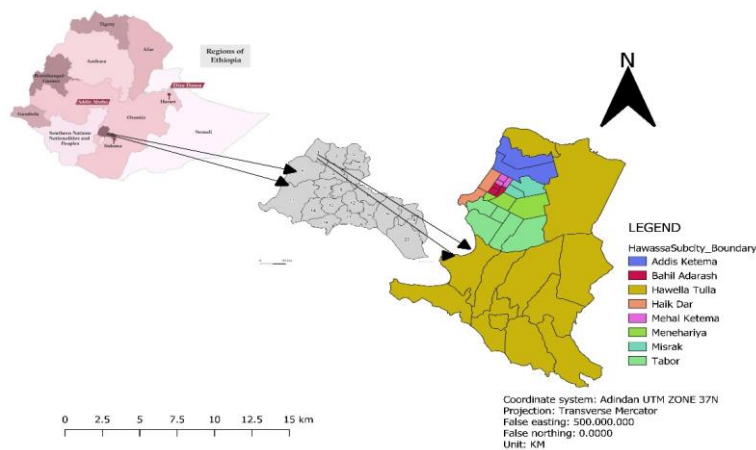 Regions of
Ethiopia
Tigray
Afar
Amhara
Benishangul
Gumuz
Dire Dawa
Addis Ababa
Harari
Gambela
Oromia
Southern Nations
Nationalities and
Peoples
Somali
Sidama
N
LEGEND
HawassaSubcity_Boundary
Addis Ketema
Bahil Adarash
Hawella Tulla
Haik Dar
Mehal Ketema
Menehariya
Misrak
Tabor
Coordinate system: Adindan UTM ZONE 37N
Projection: Transverse Mercator
False easting: 500.000.000
False northing: 0.0000
Unit: KM
0 2.5 5 7.5 10 12.5 15 km